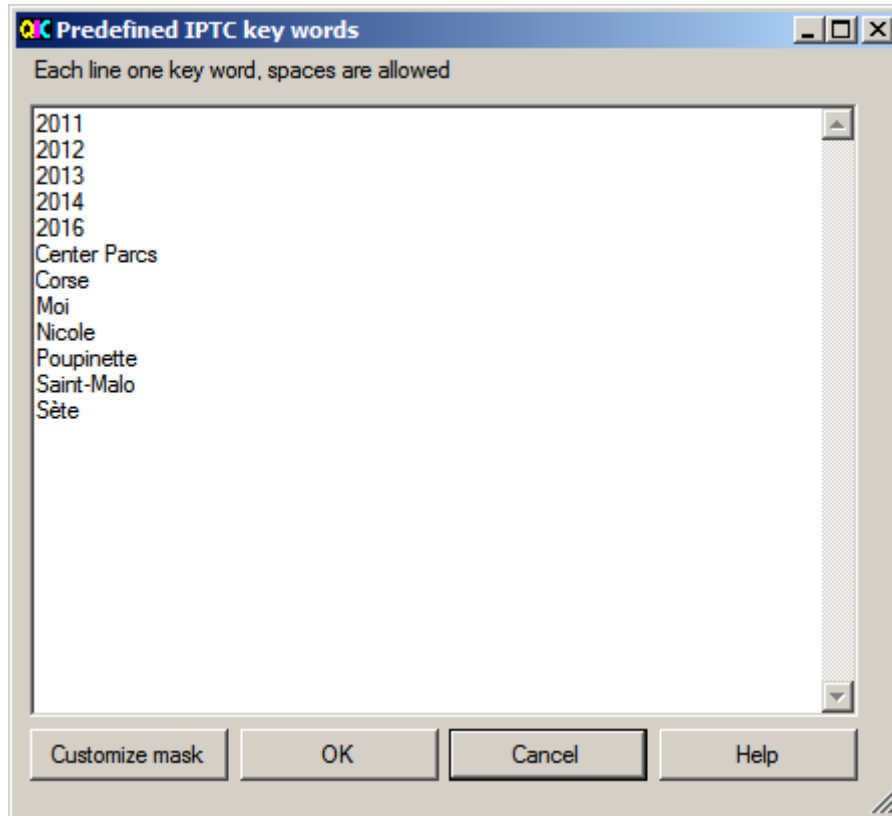 QIC Predefined IPTC key words
Each line one key word, spaces are allowed
2011
2012
2013
2014
2016
Center Parcs
Corse
Moi
Nicole
Poupinette
Saint-Malo
Sète
Customize mask OK Cancel Help